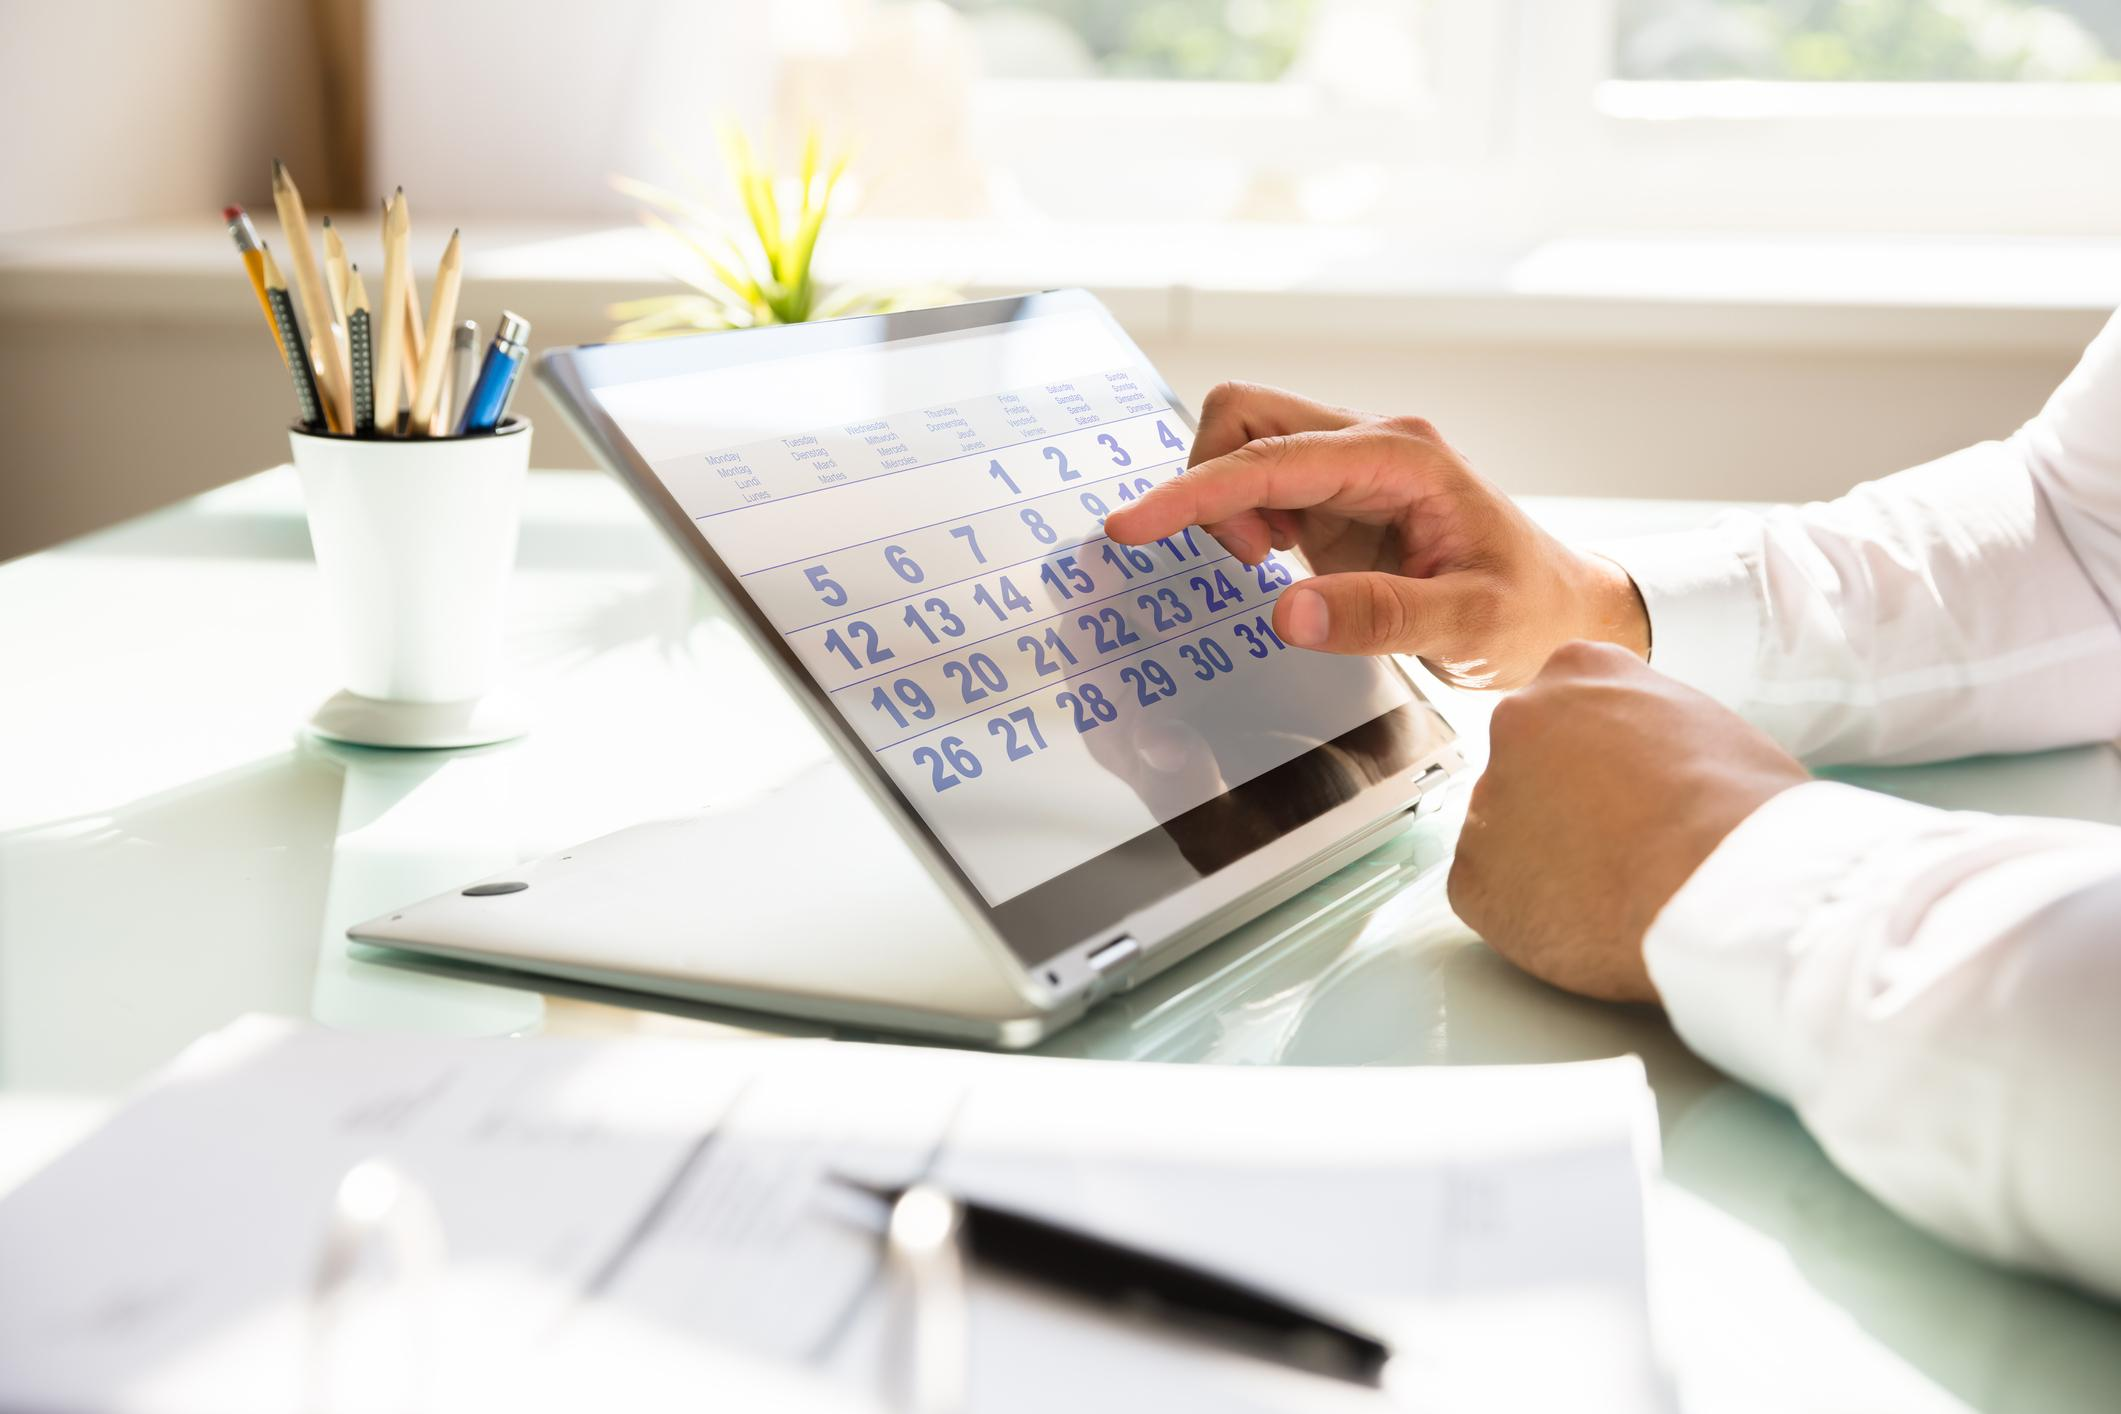 Monday Tuesday Wednesday Thursday Friday Saturday Sunday
Montag Dienstag Mittwoch Donnerstag Freitag Samstag Sonntag
Lundi Mardi Mercedi Jeudi Vendredi Samedi Dimanche
Lunes Martes Miércoles Jueves Viernes Sábado Domingo
1 2 3 4
5 6 7 8 9 10
12 13 14 15 16 17
19 20 21 22 23 24 25
26 27 28 29 30 31